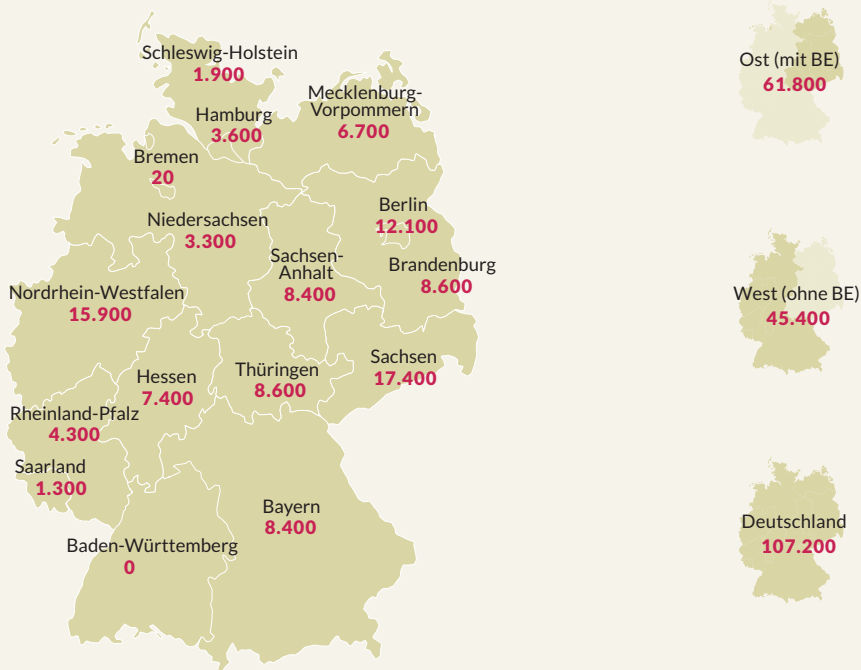 Schleswig-Holstein
1.900
Hamburg
3.600
Mecklenburg-
Vorpommern
6.700
Bremen
20
Niedersachsen
3.300
Berlin
12.100
Sachsen-
Anhalt
8.400
Brandenburg
8.600
Nordrhein-Westfalen
15.900
Hessen
7.400
Thüringen
8.600
Sachsen
17.400
Rheinland-Pfalz
4.300
Saarland
1.300
Bayern
8.400
Baden-Württemberg
0
Ost (mit BE)
61.800
West (ohne BE)
45.400
Deutschland
107.200